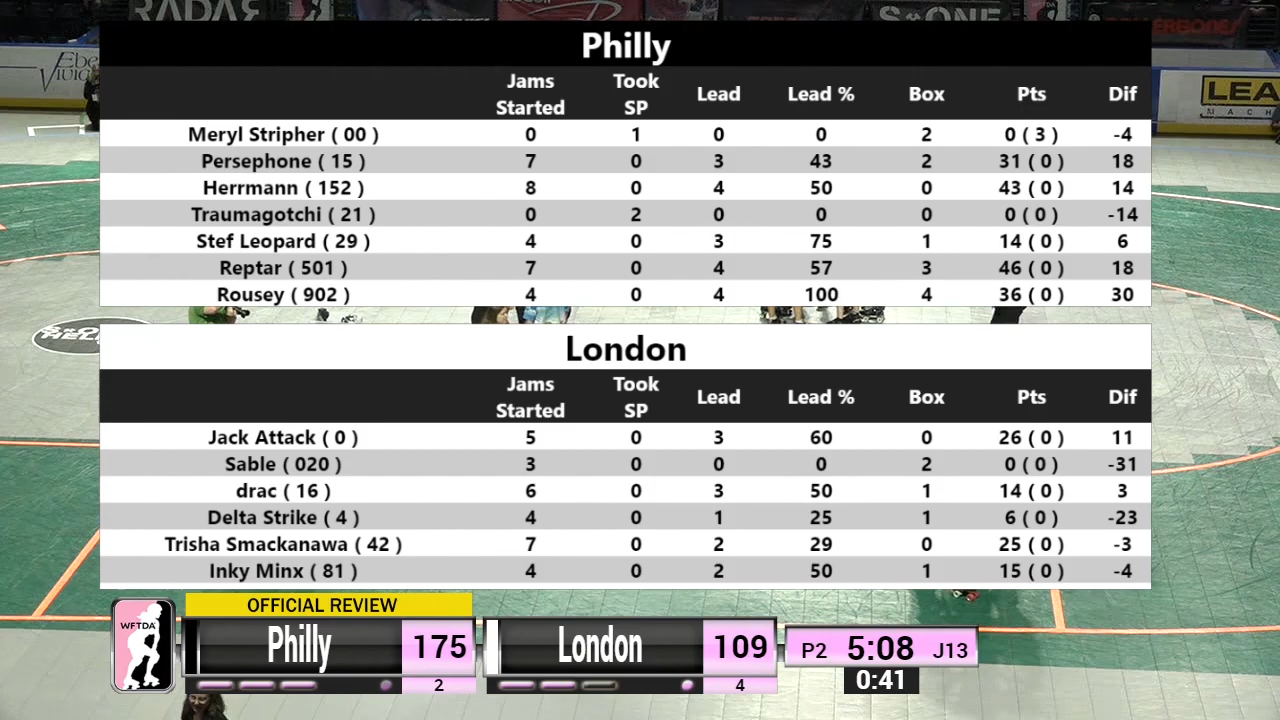 RADAR
S•ONE
ROLLERBONES
LEA
MACH
Philly
Jams Started Took SP Lead Lead % Box Pts Dif
Meryl Stripher ( 00 ) 0 1 0 0 2 0 ( 3 ) -4
Persephone ( 15 ) 7 0 3 43 2 31 ( 0 ) 18
Herrmann ( 152 ) 8 0 4 50 0 43 ( 0 ) 14
Traumagotchi ( 21 ) 0 2 0 0 0 0 ( 0 ) -14
Stef Leopard ( 29 ) 4 0 3 75 1 14 ( 0 ) 6
Reptar ( 501 ) 7 0 4 57 3 46 ( 0 ) 18
Rousey ( 902 ) 4 0 4 100 4 36 ( 0 ) 30
London
Jams Started Took SP Lead Lead % Box Pts Dif
Jack Attack ( 0 ) 5 0 3 60 0 26 ( 0 ) 11
Sable ( 020 ) 3 0 0 0 2 0 ( 0 ) -31
drac ( 16 ) 6 0 3 50 1 14 ( 0 ) 3
Delta Strike ( 4 ) 4 0 1 25 1 6 ( 0 ) -23
Trisha Smackanawa ( 42 ) 7 0 2 29 0 25 ( 0 ) -3
Inky Minx ( 81 ) 4 0 2 50 1 15 ( 0 ) -4
OFFICIAL REVIEW
WFTDA Philly 175 London 109 P2 5:08 J13
2 4 0:41